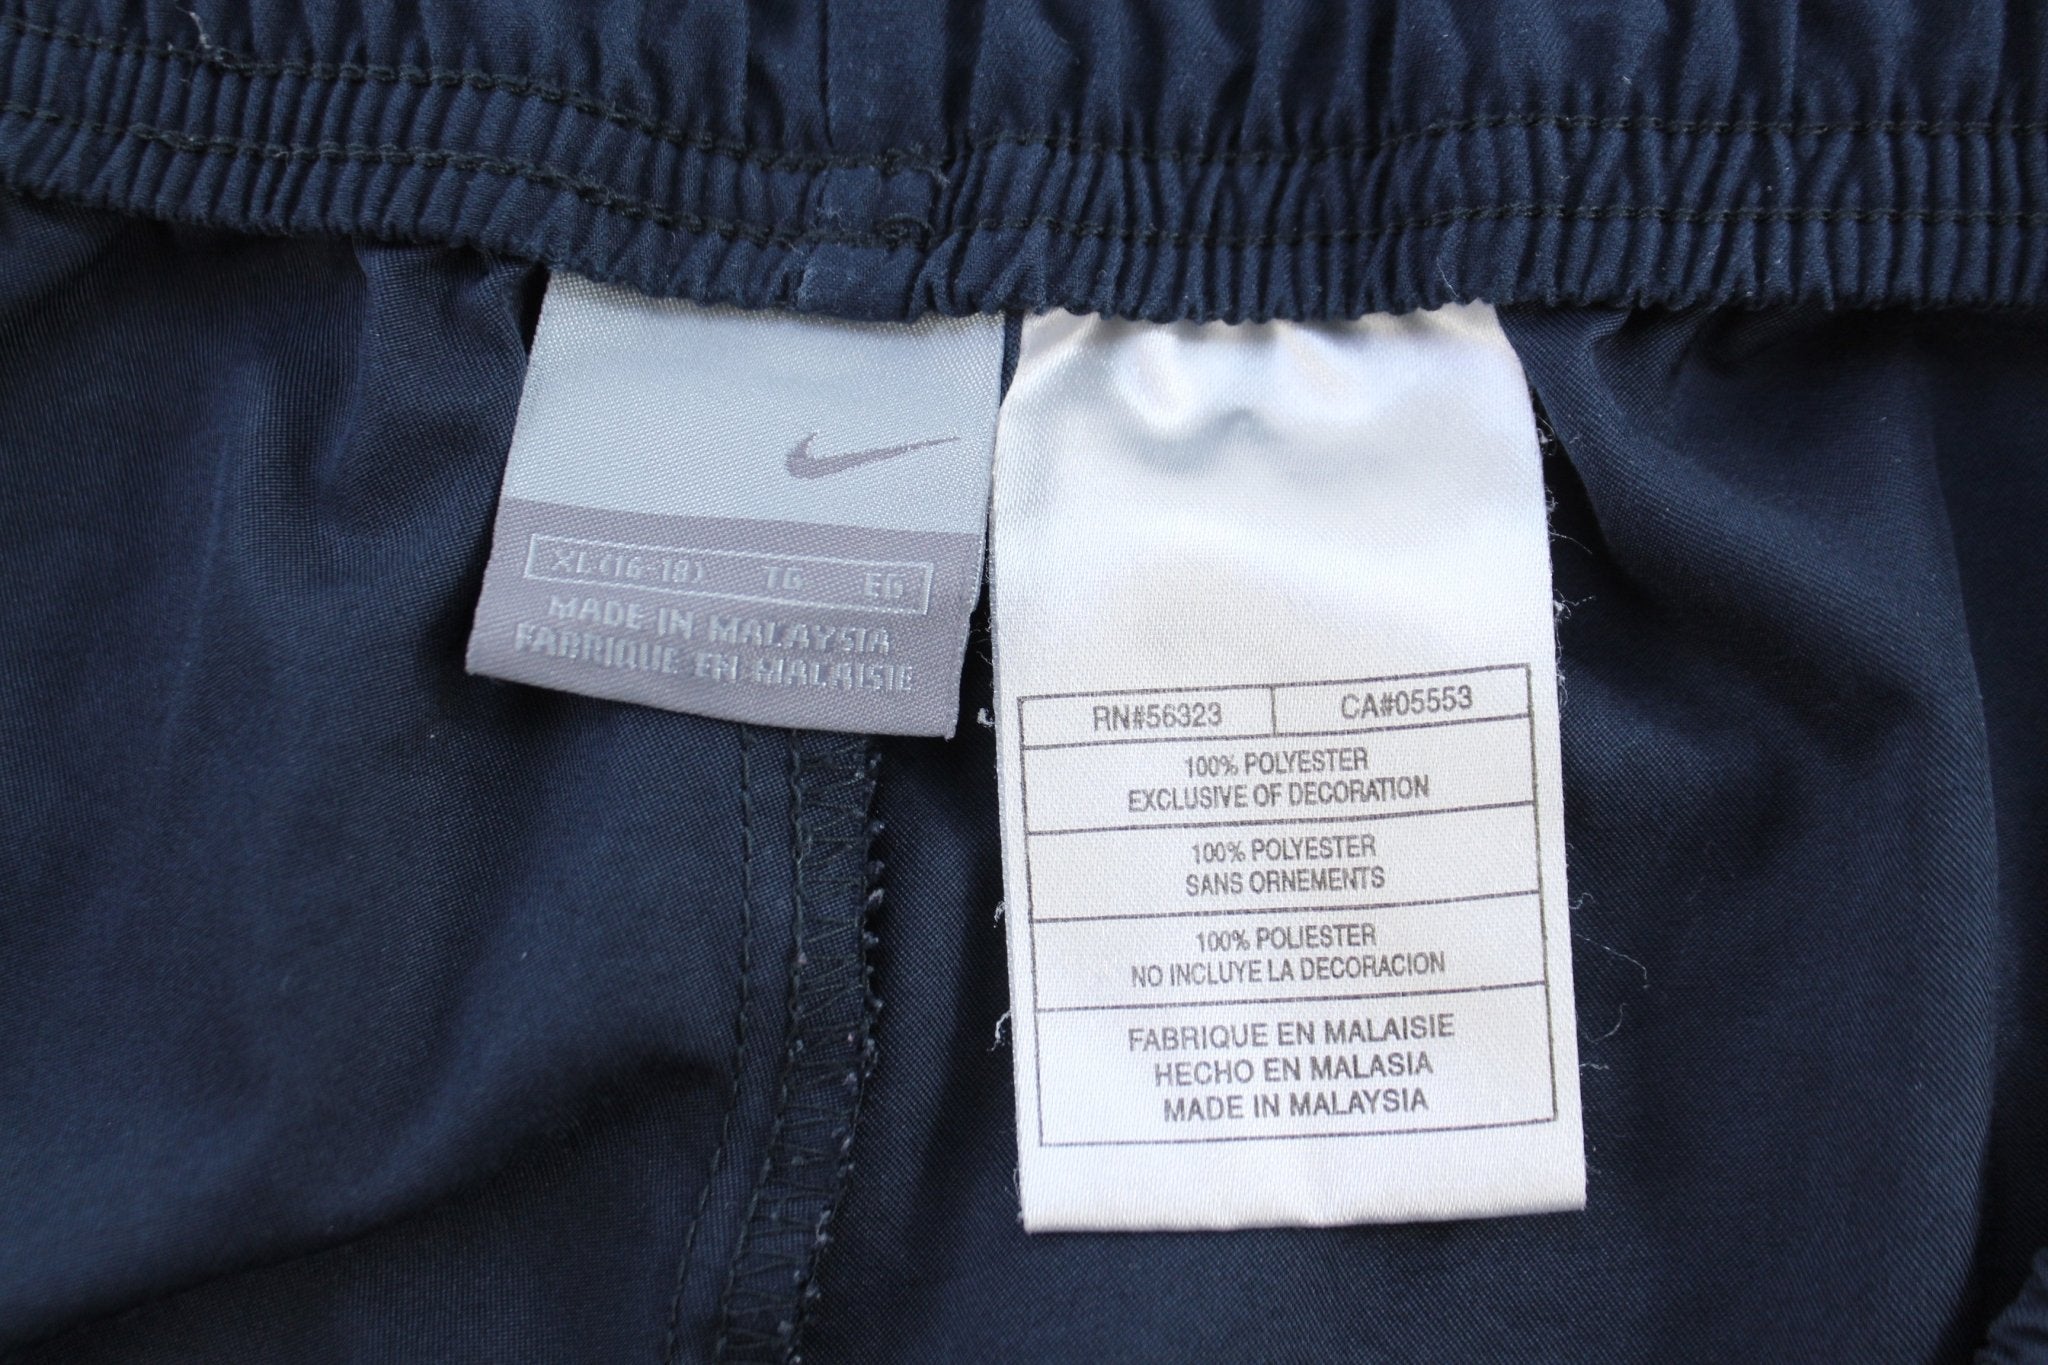 XL (16-18) TG EG
MADE IN MALAYSIA
FABRIQUE EN MALAISIE
RN#56323 CA#05553
100% POLYESTER
EXCLUSIVE OF DECORATION
100% POLYESTER
SANS ORNEMENTS
100% POLIESTER
NO INCLUYE LA DECORACION
FABRIQUE EN MALAISIE
HECHO EN MALASIA
MADE IN MALAYSIA